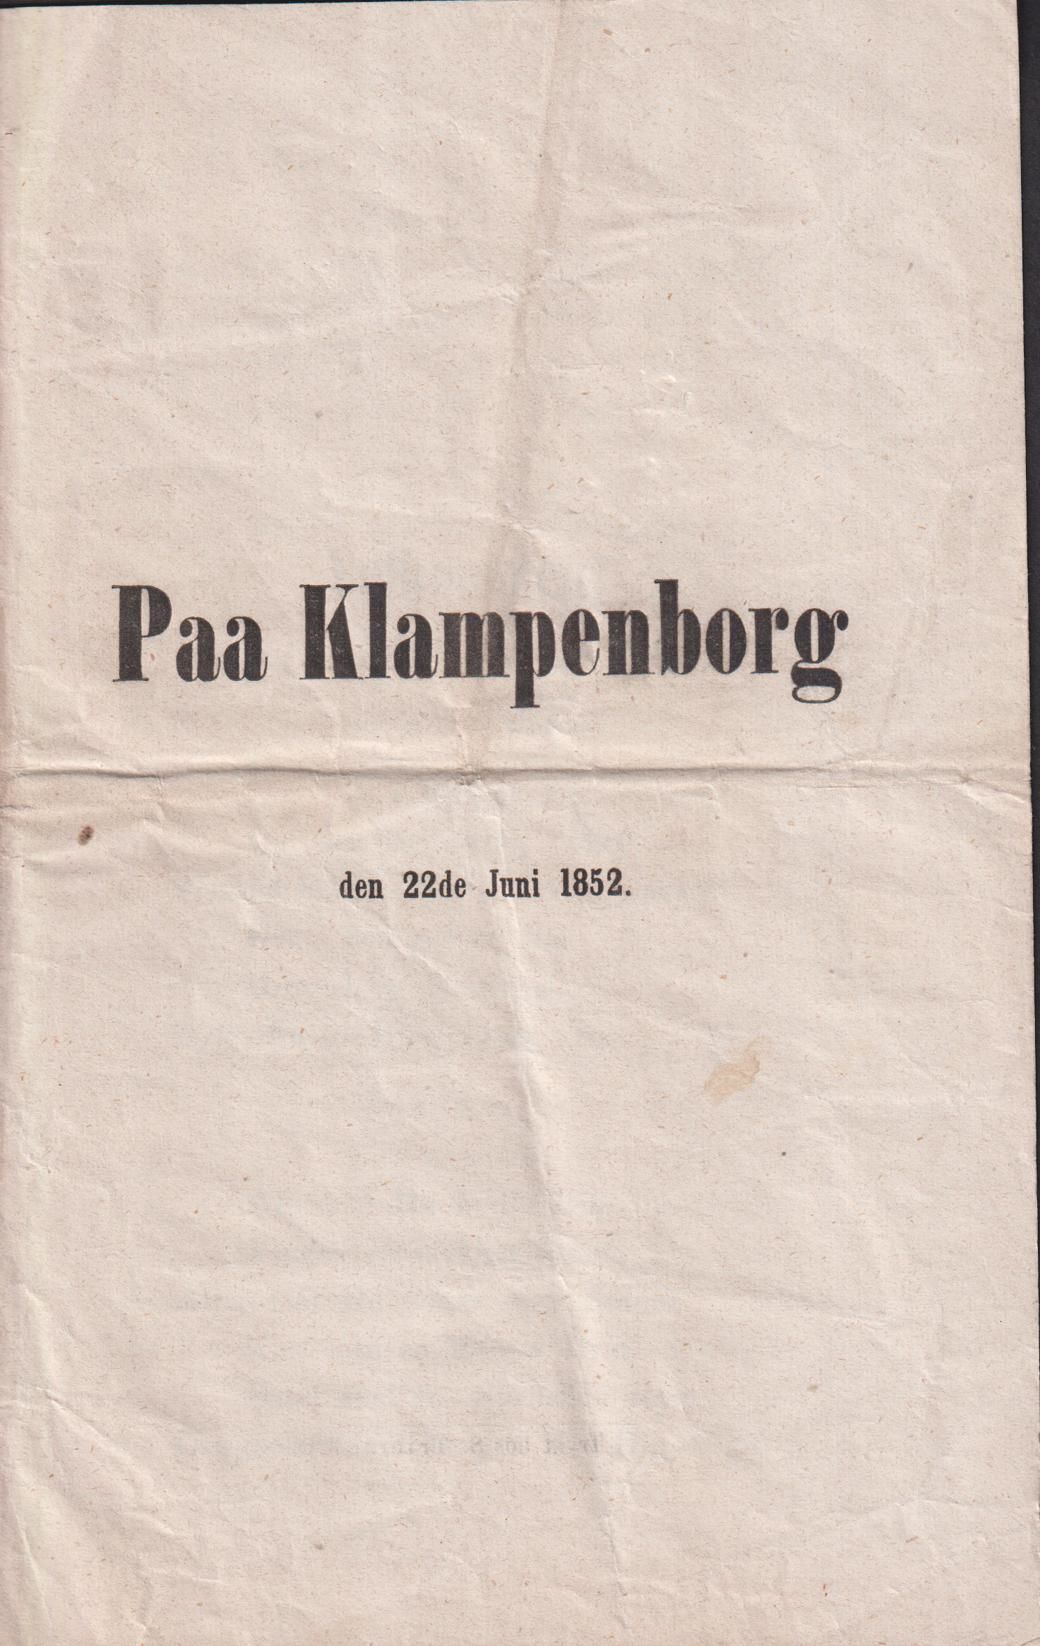 Paa Klampenborg
den 22de Juni 1852.